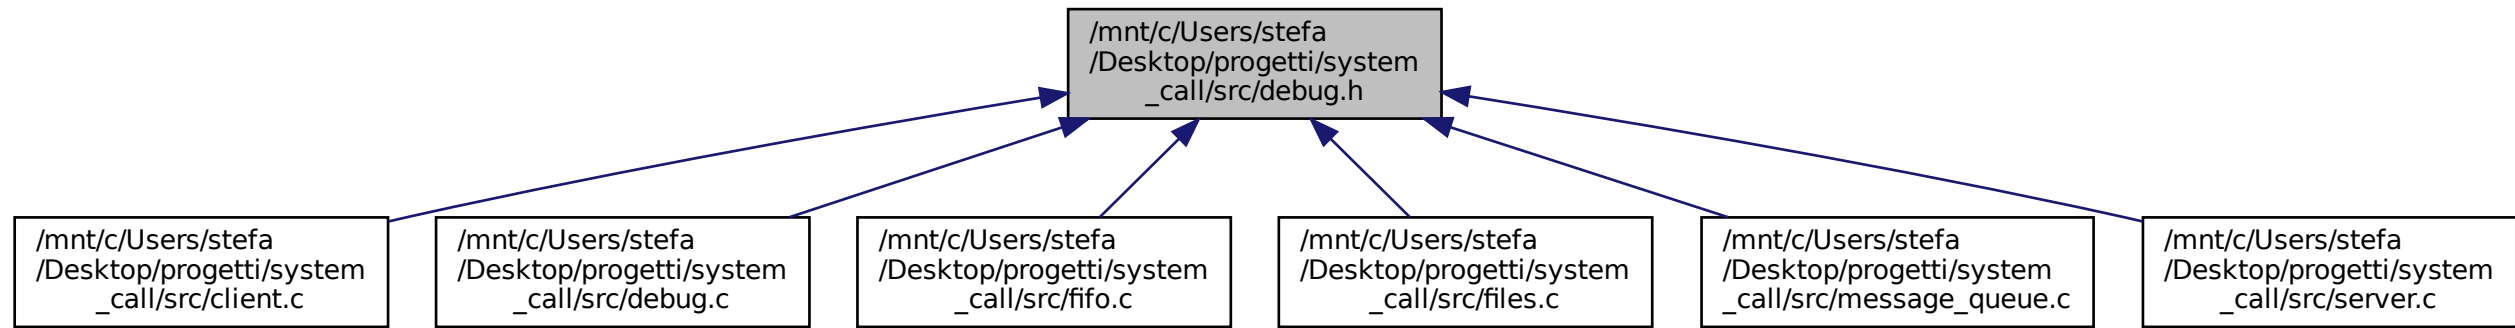 /mnt/c/Users/stefa
/Desktop/progetti/system
_call/src/debug.h
/mnt/c/Users/stefa
/Desktop/progetti/system
_call/src/client.c
/mnt/c/Users/stefa
/Desktop/progetti/system
_call/src/debug.c
/mnt/c/Users/stefa
/Desktop/progetti/system
_call/src/fifo.c
/mnt/c/Users/stefa
/Desktop/progetti/system
_call/src/files.c
/mnt/c/Users/stefa
/Desktop/progetti/system
_call/src/message_queue.c
/mnt/c/Users/stefa
/Desktop/progetti/system
_call/src/server.c